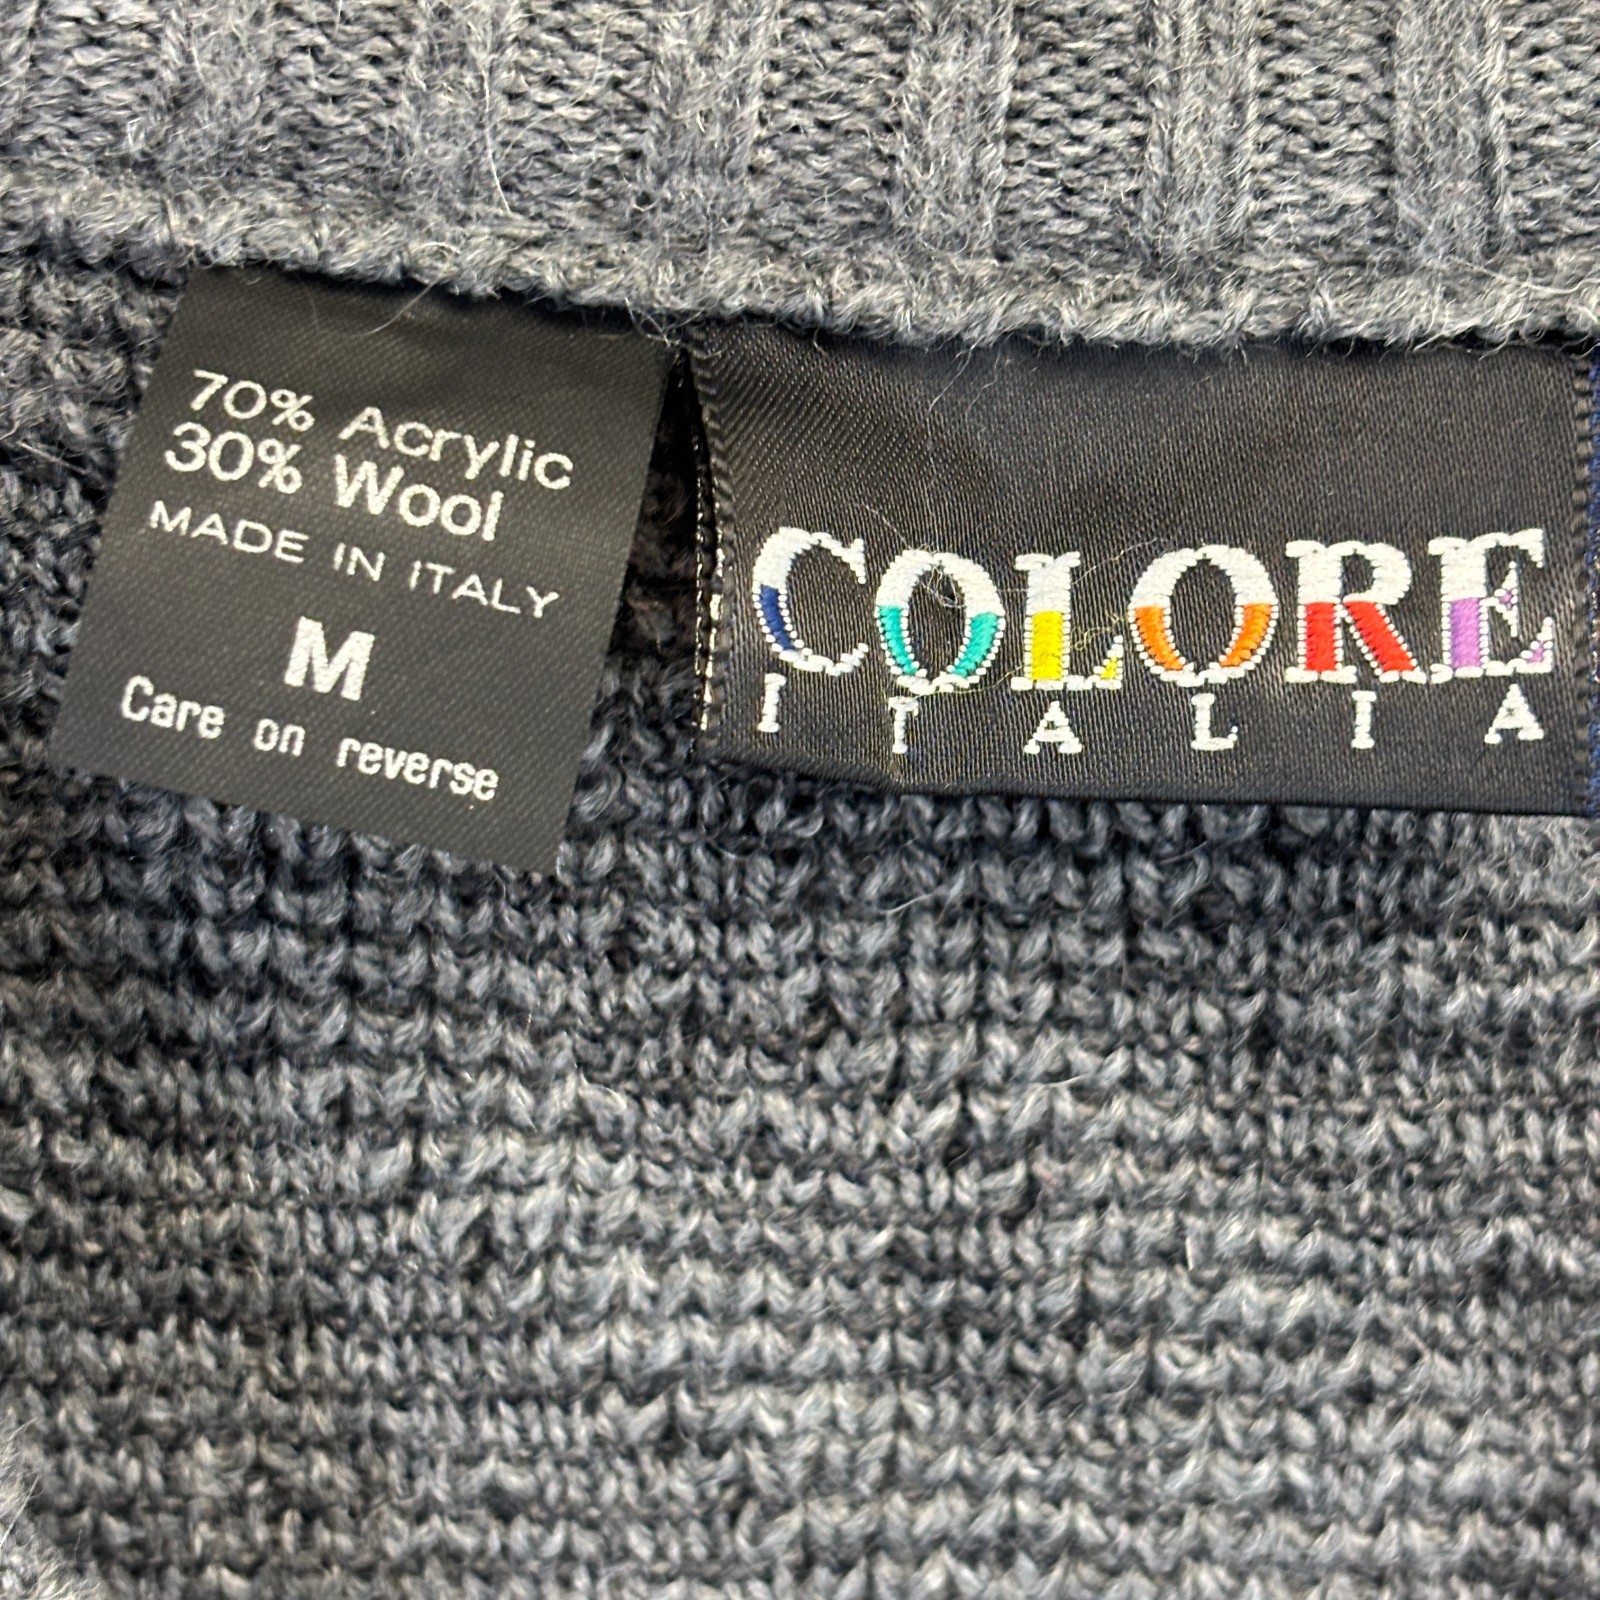 70% Acrylic
30% Wool
MADE IN ITALY
M
Care on reverse
COLORE
ITALIA